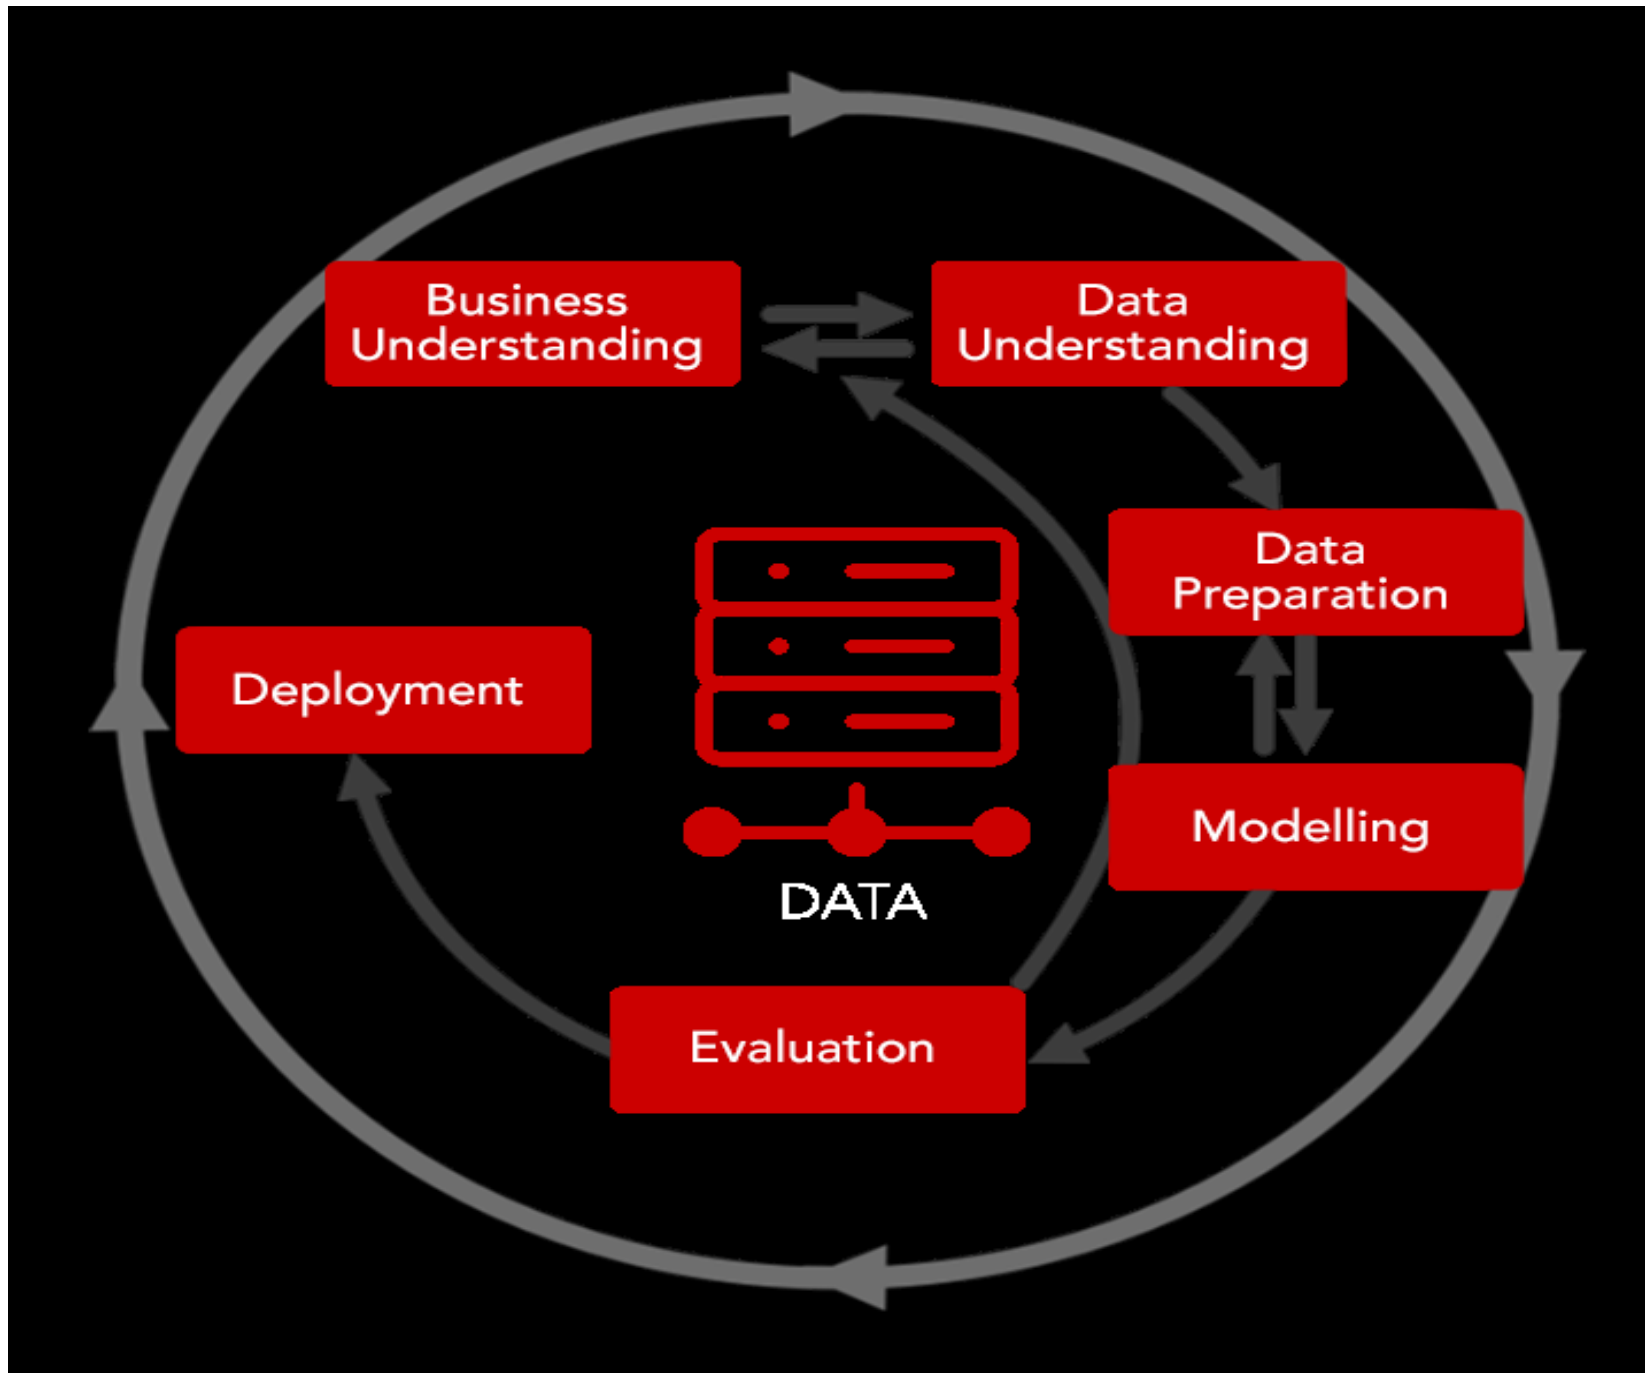 Business
Understanding
Data
Understanding
Data
Preparation
Deployment
Modelling
DATA
Evaluation